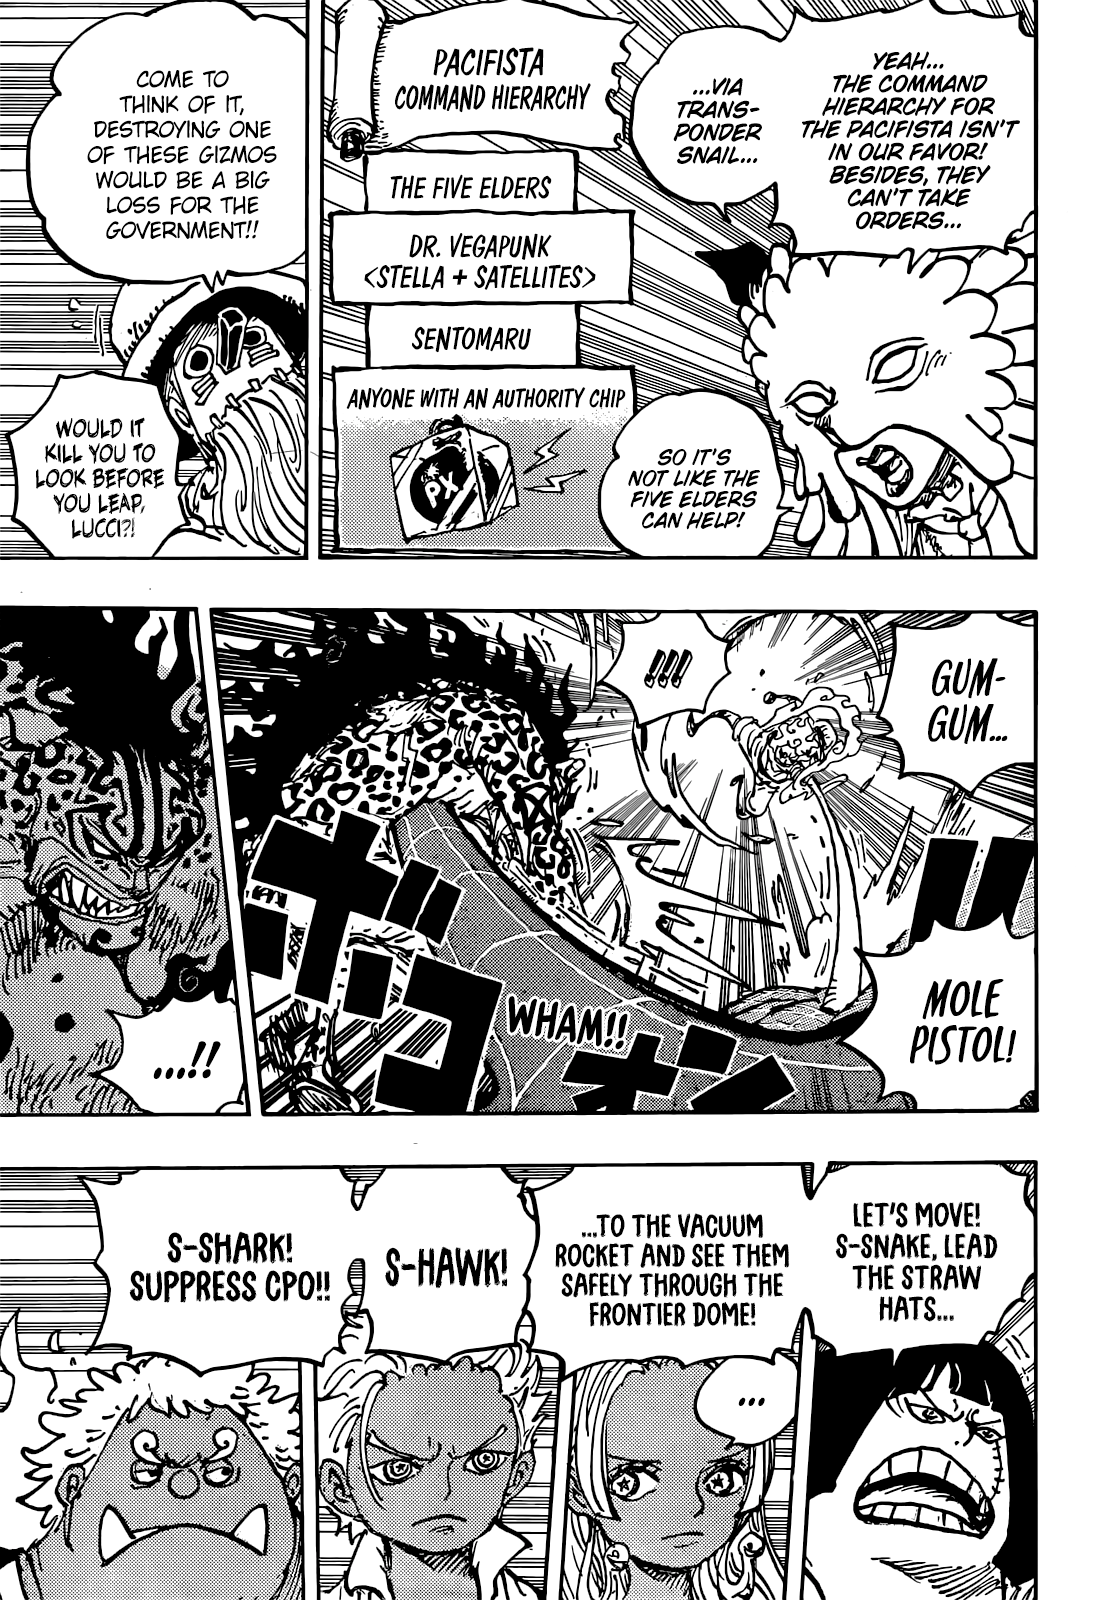 YEAH...
THE COMMAND
HIERARCHY FOR
THE PACIFISTA ISN'T
IN OUR FAVOR!
BESIDES, THEY
CAN'T TAKE
ORDERS...
...VIA
TRANS-
PONDER
SNAIL...
PACIFISTA
COMMAND HIERARCHY
THE FIVE ELDERS
DR. VEGAPUNK
<STELLA + SATELLITES>
SENTOMARU
ANYONE WITH AN AUTHORITY CHIP
PX
SO IT'S
NOT LIKE THE
FIVE ELDERS
CAN HELP!
COME TO
THINK OF IT,
DESTROYING ONE
OF THESE GIZMOS
WOULD BE A BIG
LOSS FOR THE
GOVERNMENT!!
WOULD IT
KILL YOU TO
LOOK BEFORE
YOU LEAP,
LUCCI?!
GUM-
GUM...
!!!
MOLE
PISTOL!
WHAM!!
ボコオン
...!!
LET'S MOVE!
S-SNAKE, LEAD
THE STRAW
HATS...
...TO THE VACUUM
ROCKET AND SEE THEM
SAFELY THROUGH THE
FRONTIER DOME!
...
S-HAWK!
S-SHARK!
SUPPRESS CPO!!